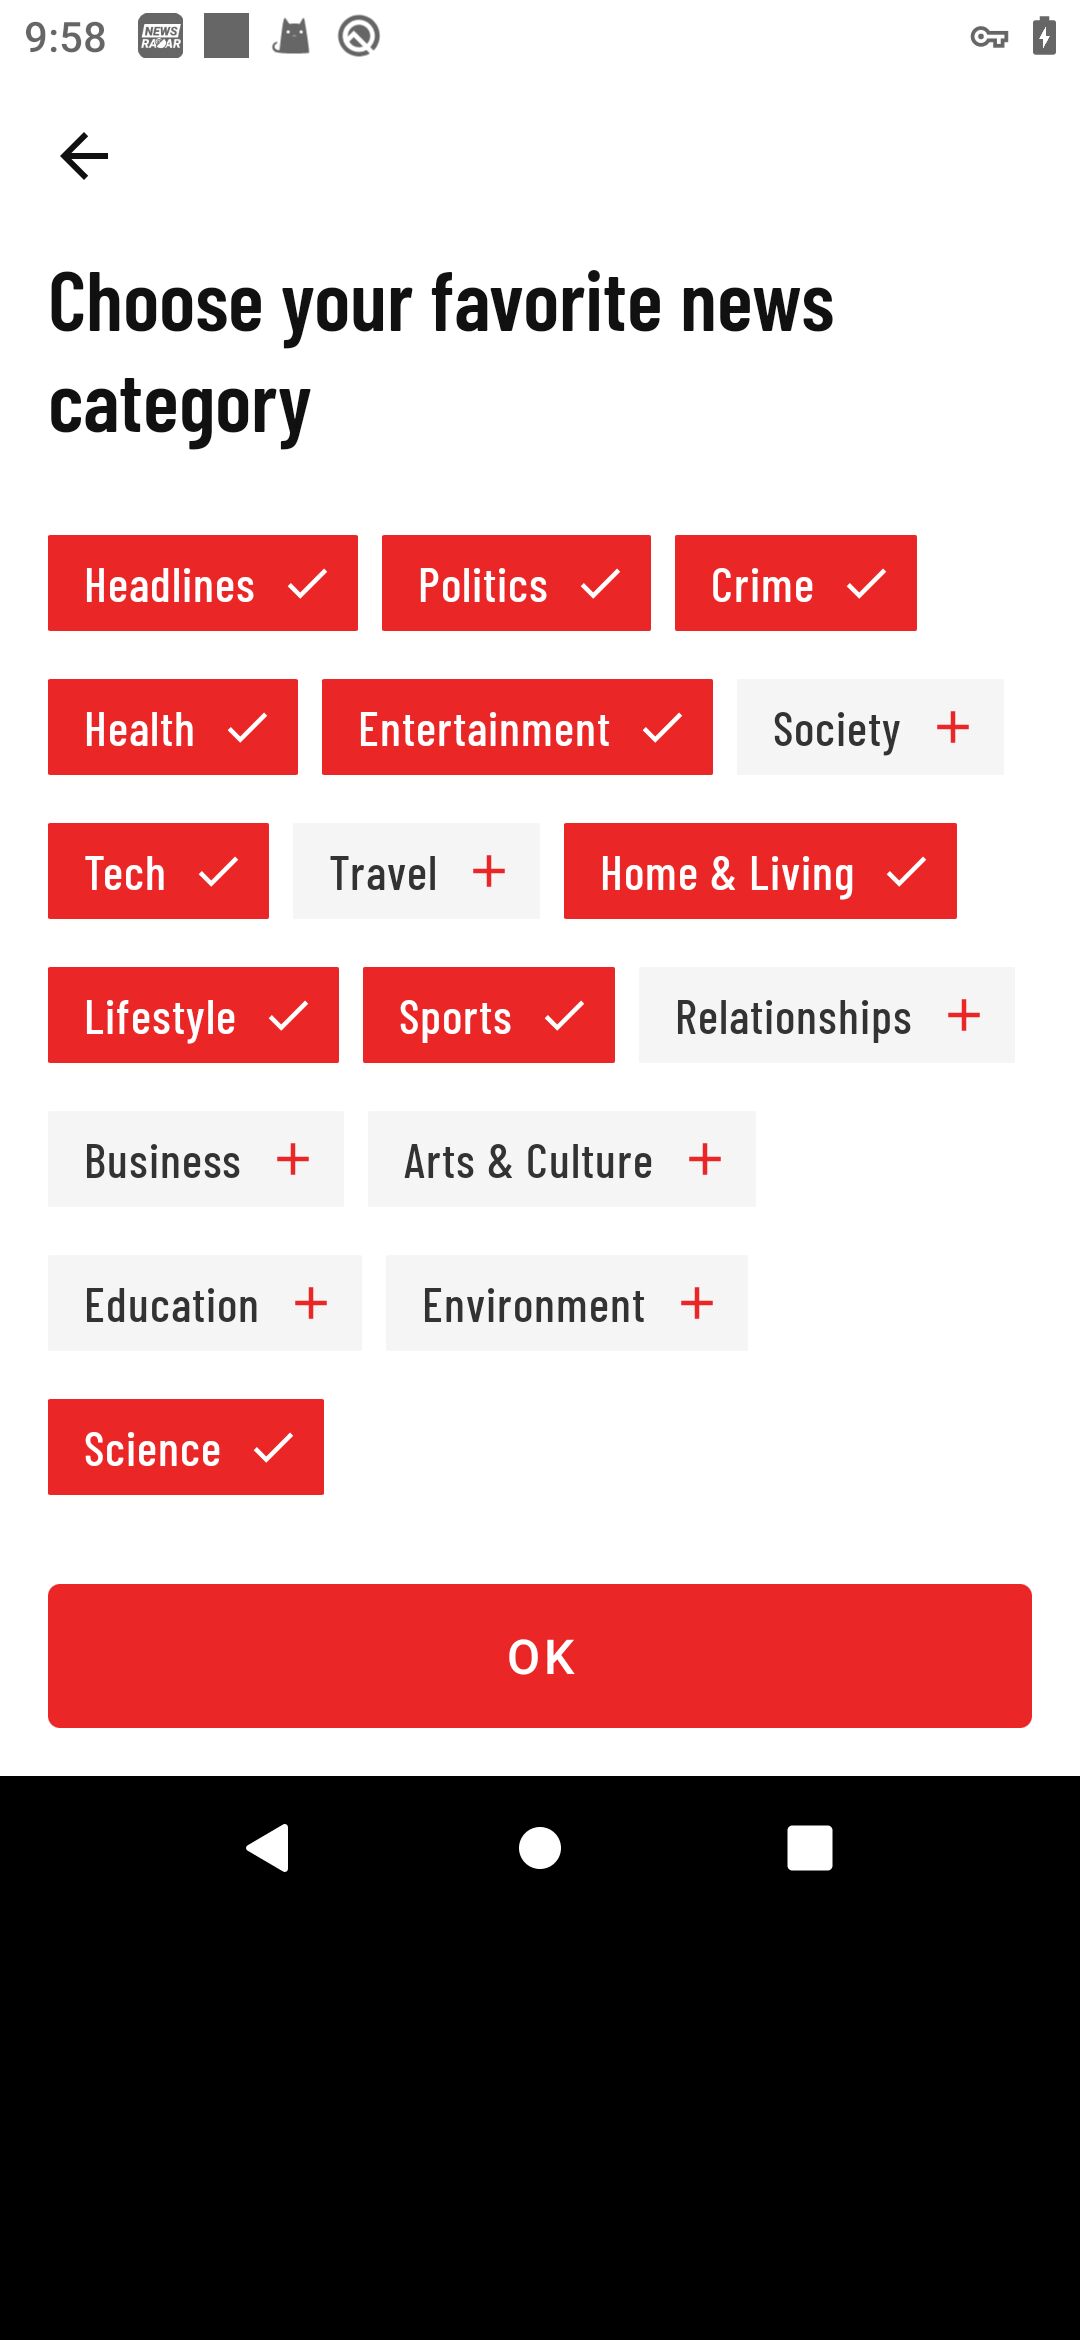 9:58 NEWS RADAR
Choose your favorite news
category
Headlines Politics Crime
Health Entertainment Society
Tech Travel Home & Living
Lifestyle Sports Relationships
Business Arts & Culture
Education Environment
Science
OK